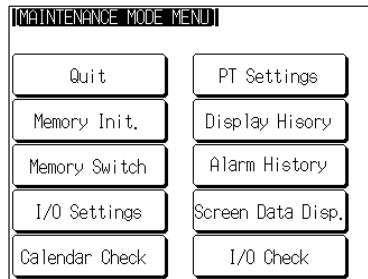 [MAINTENANCE MODE MENU]
Quit
PT Settings
Memory Init.
Display Hisory
Memory Switch
Alarm History
I/O Settings
Screen Data Disp.
Calendar Check
I/O Check